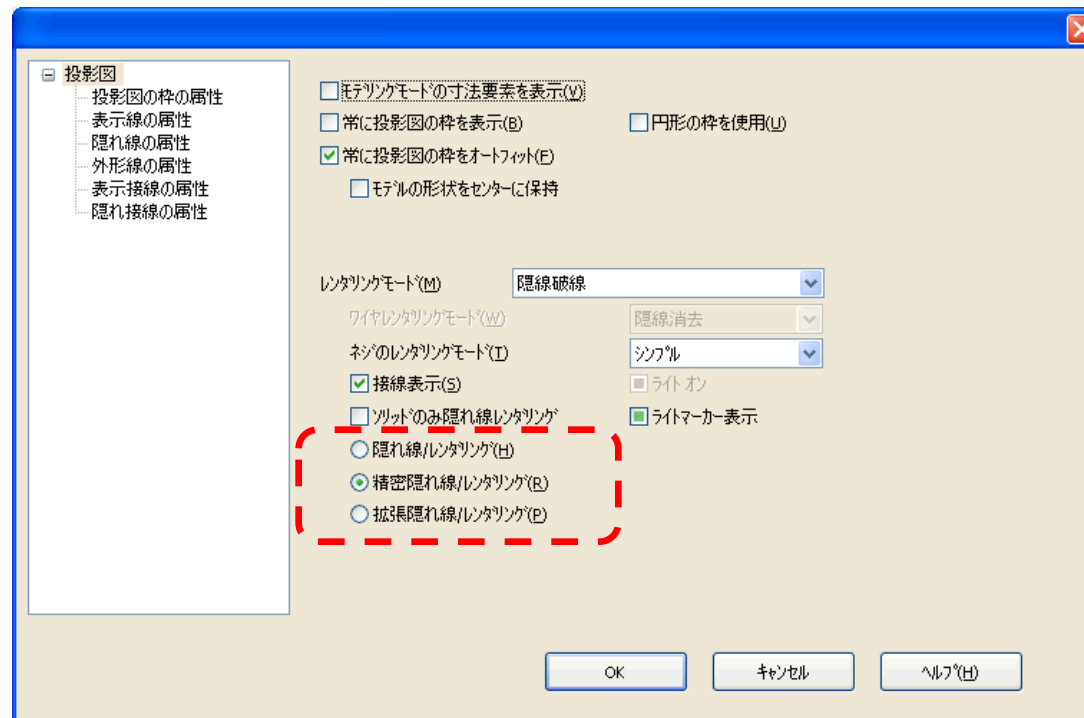 投影図
投影図の枠の属性
表示線の属性
隠れ線の属性
外形線の属性
表示接線の属性
隠れ接線の属性
ﾓﾃﾞﾘﾝｸﾞﾓｰﾄﾞの寸法要素を表示(V)
常に投影図の枠を表示(B) 円形の枠を使用(U)
常に投影図の枠をｵｰﾄﾌｨｯﾄ(F)
ﾓﾃﾞﾙの形状をｾﾝﾀｰに保持
ﾚﾝﾀﾞﾘﾝｸﾞﾓｰﾄﾞ(M) 隠線破線
ﾜｲﾔﾚﾝﾀﾞﾘﾝｸﾞﾓｰﾄﾞ(W) 隠線消去
ﾈｼﾞのﾚﾝﾀﾞﾘﾝｸﾞﾓｰﾄﾞ(T) ｼﾝﾌﾟﾙ
接線表示(S) ﾗｲﾄ ｵﾝ
ｿﾘｯﾄﾞのみ隠れ線ﾚﾝﾀﾞﾘﾝｸﾞ ﾗｲﾄﾏｰｶｰ表示
隠れ線/ﾚﾝﾀﾞﾘﾝｸﾞ(H)
精密隠れ線/ﾚﾝﾀﾞﾘﾝｸﾞ(R)
拡張隠れ線/ﾚﾝﾀﾞﾘﾝｸﾞ(P)
OK ｷｬﾝｾﾙ ﾍﾙﾌﾟ(H)